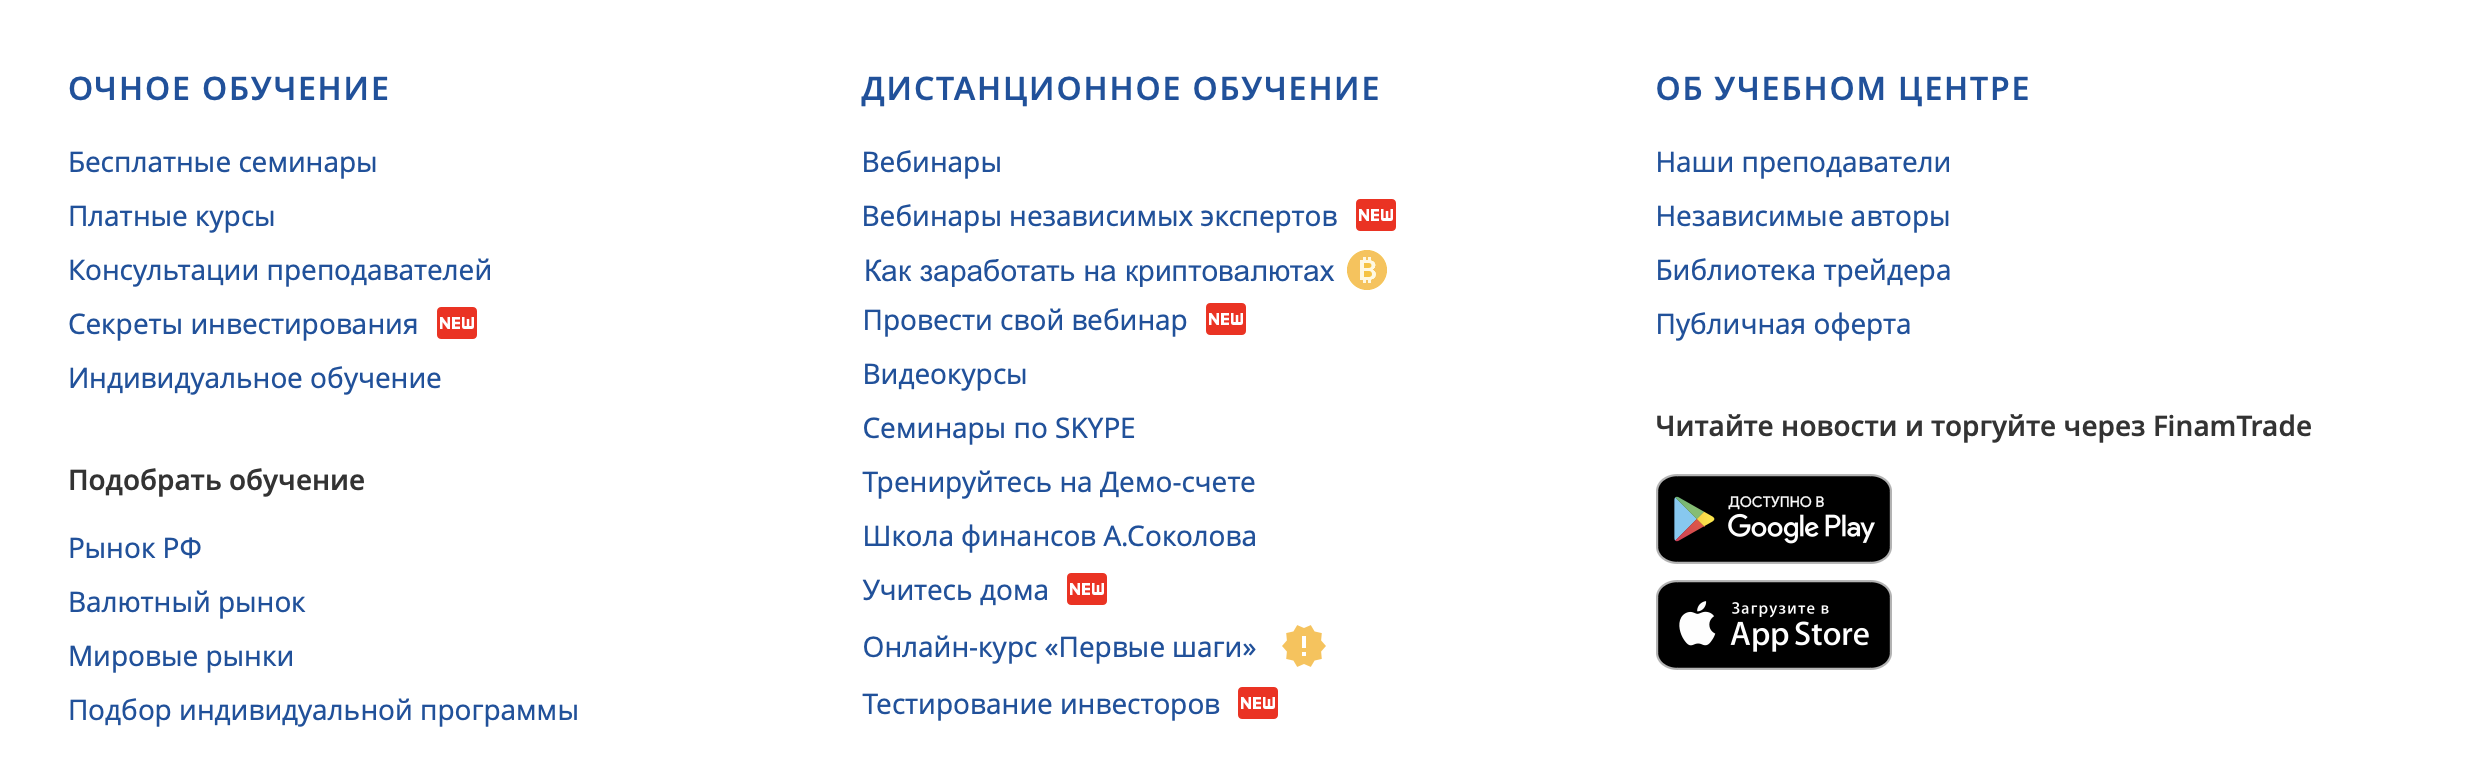 ОЧНОЕ ОБУЧЕНИЕ
Бесплатные семинары
Платные курсы
Консультации преподавателей
Секреты инвестирования NEW
Индивидуальное обучение
Подобрать обучение
Рынок РФ
Валютный рынок
Мировые рынки
Подбор индивидуальной программы
ДИСТАНЦИОННОЕ ОБУЧЕНИЕ
Вебинары
Вебинары независимых экспертов NEW
Как заработать на криптовалютах
Провести свой вебинар NEW
Видеокурсы
Семинары по SKYPE
Тренируйтесь на Демо-счете
Школа финансов А.Соколова
Учитесь дома NEW
Онлайн-курс «Первые шаги» !
Тестирование инвесторов NEW
ОБ УЧЕБНОМ ЦЕНТРЕ
Наши преподаватели
Независимые авторы
Библиотека трейдера
Публичная оферта
Читайте новости и торгуйте через FinamTrade
ДОСТУПНО В
Google Play
Загрузите в
App Store